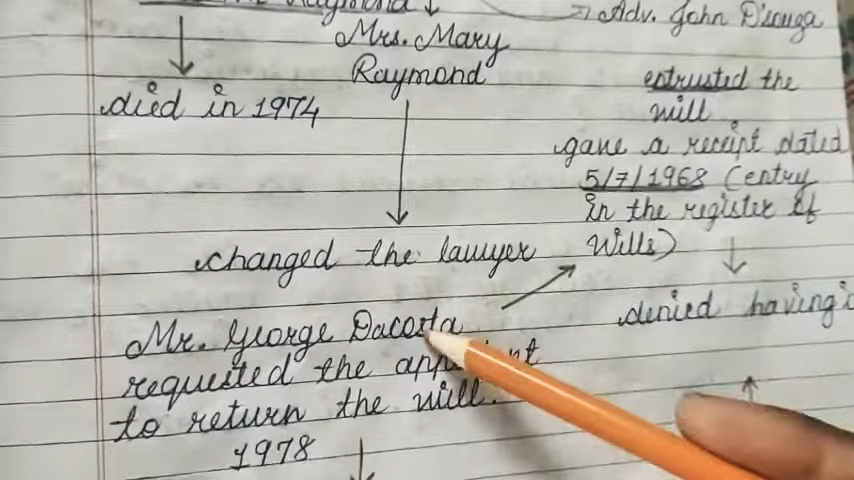 Raymond
Adv. John D'souza
Mrs. Mary
Raymond
died in 1974
entrusted the
will
gave a receipt dated
5/7/1968 (entry
in the register of
Wills)
changed the lawyer
denied having
Mr. George Dacosta
requested the
to return the will.
1978